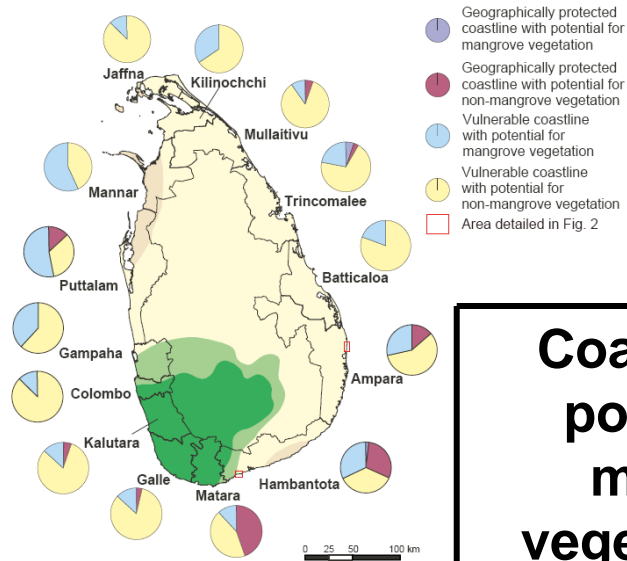 Geographically protected
coastline with potential for
mangrove vegetation
Geographically protected
coastline with potential for
non-mangrove vegetation
Vulnerable coastline
with potential for
mangrove vegetation
Vulnerable coastline
with potential for
non-mangrove vegetation
Area detailed in Fig. 2
Jaffna
Kilinochchi
Mullaitivu
Mannar
Trincomalee
Puttalam
Batticaloa
Gampaha
Ampara
Colombo
Kalutara
Galle
Matara
Hambantota
0 25 50 100 km
Coa
po
m
vege